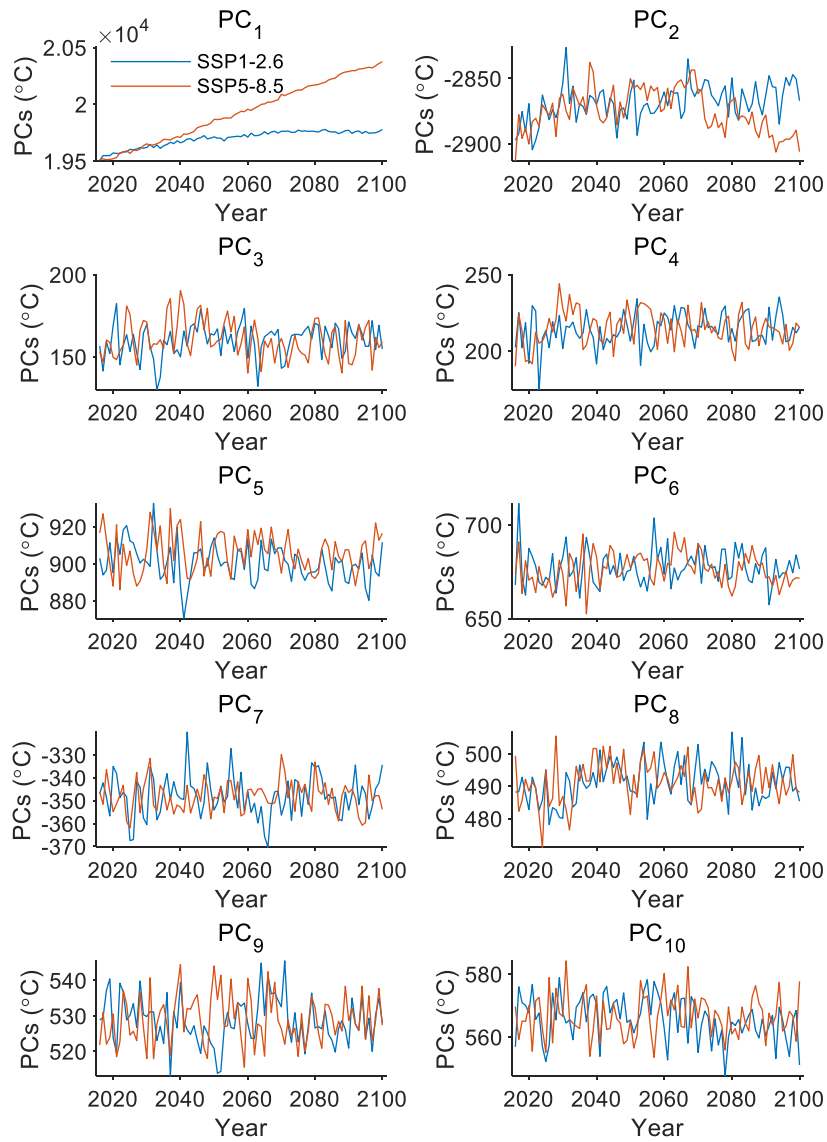 PC1 PC2
×10^4
2.05
2
1.95
PCs (°C)
SSP1-2.6
SSP5-8.5
2020 2040 2060 2080 2100
Year
-2850
-2900
PCs (°C)
2020 2040 2060 2080 2100
Year
PC3
200
150
PCs (°C)
2020 2040 2060 2080 2100
Year
PC4
250
200
PCs (°C)
2020 2040 2060 2080 2100
Year
PC5
920
900
880
PCs (°C)
2020 2040 2060 2080 2100
Year
PC6
700
650
PCs (°C)
2020 2040 2060 2080 2100
Year
PC7
-330
-340
-350
-360
-370
PCs (°C)
2020 2040 2060 2080 2100
Year
PC8
500
490
480
PCs (°C)
2020 2040 2060 2080 2100
Year
PC9
540
530
520
PCs (°C)
2020 2040 2060 2080 2100
Year
PC10
580
560
PCs (°C)
2020 2040 2060 2080 2100
Year